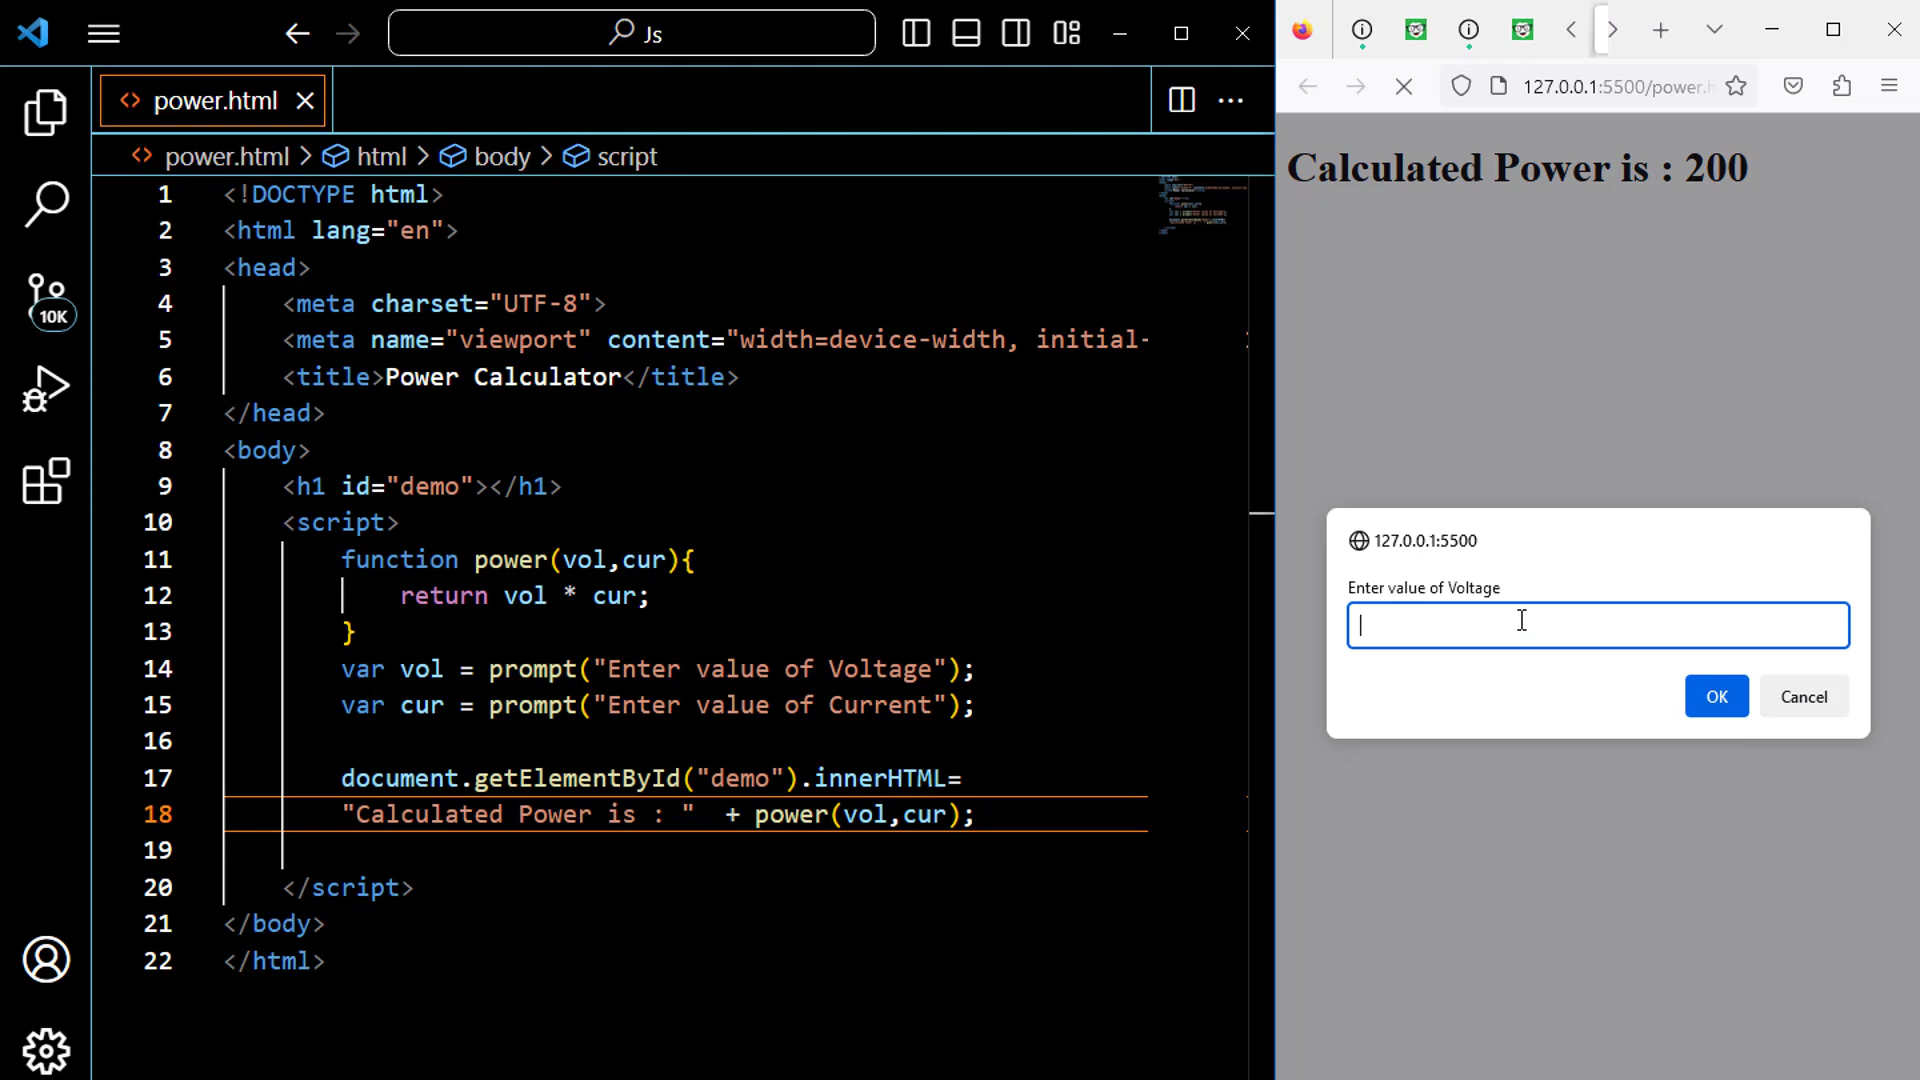 Js
power.html
power.html > html > body > script
10K
1 <!DOCTYPE html>
2 <html lang="en">
3 <head>
4 <meta charset="UTF-8">
5 <meta name="viewport" content="width=device-width, initial-
6 <title>Power Calculator</title>
7 </head>
8 <body>
9 <h1 id="demo"></h1>
10 <script>
11 function power(vol,cur){
12 return vol * cur;
13 }
14 var vol = prompt("Enter value of Voltage");
15 var cur = prompt("Enter value of Current");
16
17 document.getElementById("demo").innerHTML=
18 "Calculated Power is : "  + power(vol,cur);
19
20 </script>
21 </body>
22 </html>
127.0.0.1:5500/power.
Calculated Power is : 200
127.0.0.1:5500
Enter value of Voltage
OK Cancel